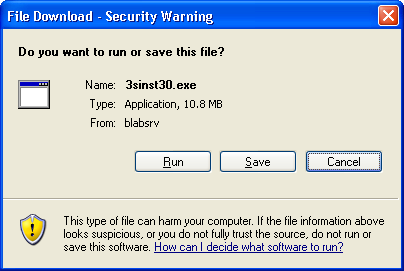 File Download - Security Warning
Do you want to run or save this file?
Name: 3sinst30.exe
Type: Application, 10.8 MB
From: blabsrv
Run Save Cancel
This type of file can harm your computer. If the file information above
looks suspicious, or you do not fully trust the source, do not run or
save this software. How can I decide what software to run?